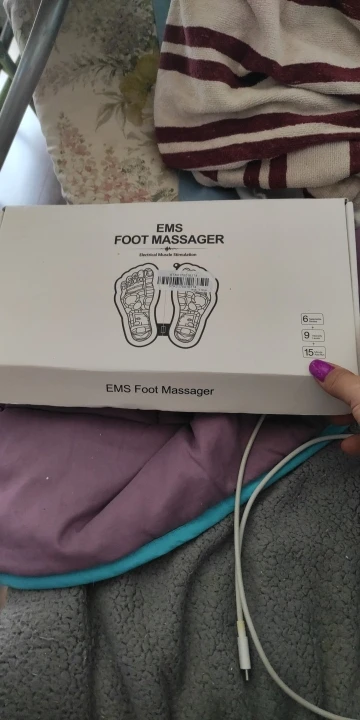 EMS
FOOT MASSAGER
Electrical Muscle Stimulation
6
9
15
EMS Foot Massager